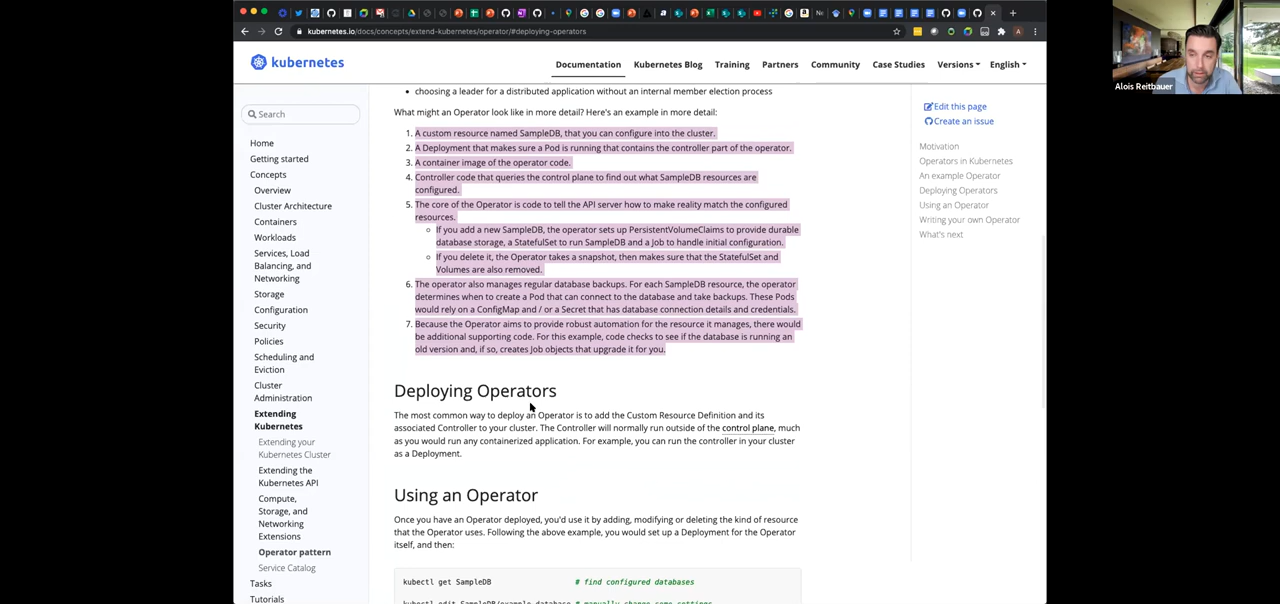 kubernetes.io/docs/concepts/extend-kubernetes/operator/#deploying-operators
kubernetes
Documentation
Kubernetes Blog
Training
Partners
Community
Case Studies
Versions
English
Search
Home
Getting started
Concepts
Overview
Cluster Architecture
Containers
Workloads
Services, Load
Balancing, and
Networking
Storage
Configuration
Security
Policies
Scheduling and
Eviction
Cluster
Administration
Extending
Kubernetes
Extending your
Kubernetes Cluster
Extending the
Kubernetes API
Compute,
Storage, and
Networking
Extensions
Operator pattern
Service Catalog
Tasks
Tutorials
• choosing a leader for a distributed application without an internal member election process
What might an Operator look like in more detail? Here's an example in more detail:
1. A custom resource named SampleDB, that you can configure into the cluster.
2. A Deployment that makes sure a Pod is running that contains the controller part of the operator.
3. A container image of the operator code.
4. Controller code that queries the control plane to find out what SampleDB resources are
configured.
5. The core of the Operator is code to tell the API server how to make reality match the configured
resources.
◦ If you add a new SampleDB, the operator sets up PersistentVolumeClaims to provide durable
database storage, a StatefulSet to run SampleDB and a Job to handle initial configuration.
◦ If you delete it, the Operator takes a snapshot, then makes sure that the StatefulSet and
Volumes are also removed.
6. The operator also manages regular database backups. For each SampleDB resource, the operator
determines when to create a Pod that can connect to the database and take backups. These Pods
would rely on a ConfigMap and / or a Secret that has database connection details and credentials.
7. Because the Operator aims to provide robust automation for the resource it manages, there would
be additional supporting code. For this example, code checks to see if the database is running an
old version and, if so, creates Job objects that upgrade it for you.
Deploying Operators
The most common way to deploy an Operator is to add the Custom Resource Definition and its
associated Controller to your cluster. The Controller will normally run outside of the control plane, much
as you would run any containerized application. For example, you can run the controller in your cluster
as a Deployment.
Using an Operator
Once you have an Operator deployed, you'd use it by adding, modifying or deleting the kind of resource
that the Operator uses. Following the above example, you would set up a Deployment for the Operator
itself, and then:
kubectl get SampleDB # find configured databases
kubectl edit SampleDB/example-database # manually change some settings
Edit this page
Create an issue
Motivation
Operators in Kubernetes
An example Operator
Deploying Operators
Using an Operator
Writing your own Operator
What's next
Alois Reitbauer